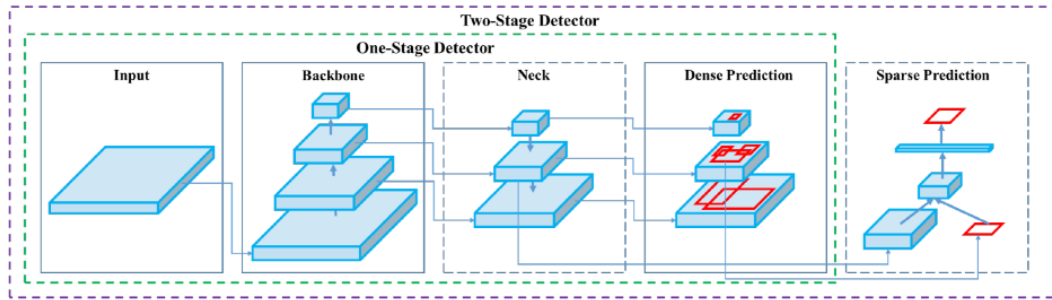 Two-Stage Detector
One-Stage Detector
Input
Backbone
Neck
Dense Prediction
Sparse Prediction